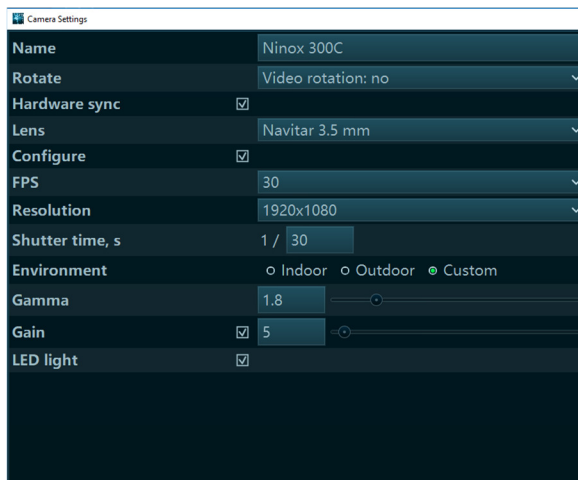 Camera Settings
Name Ninox 300C
Rotate Video rotation: no
Hardware sync
Lens Navitar 3.5 mm
Configure
FPS 30
Resolution 1920x1080
Shutter time, s 1 / 30
Environment Indoor Outdoor Custom
Gamma 1.8
Gain 5
LED light